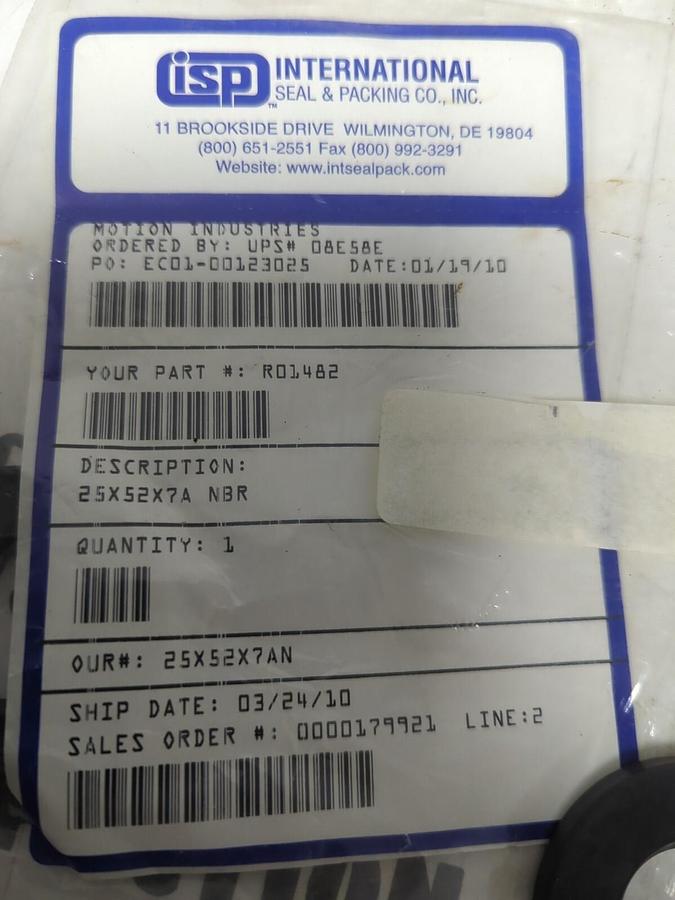 isp INTERNATIONAL
SEAL & PACKING CO., INC.
™
11 BROOKSIDE DRIVE WILMINGTON, DE 19804
(800) 651-2551 Fax (800) 992-3291
Website: www.intsealpack.com
MOTION INDUSTRIES
ORDERED BY: UPS# 08E58E
PO: EC01-00123025 DATE:01/19/10
YOUR PART #: R01482
DESCRIPTION:
25X52X7A NBR
QUANTITY: 1
OUR#: 25X52X7AN
SHIP DATE: 03/24/10
SALES ORDER #: 0000179921 LINE:2